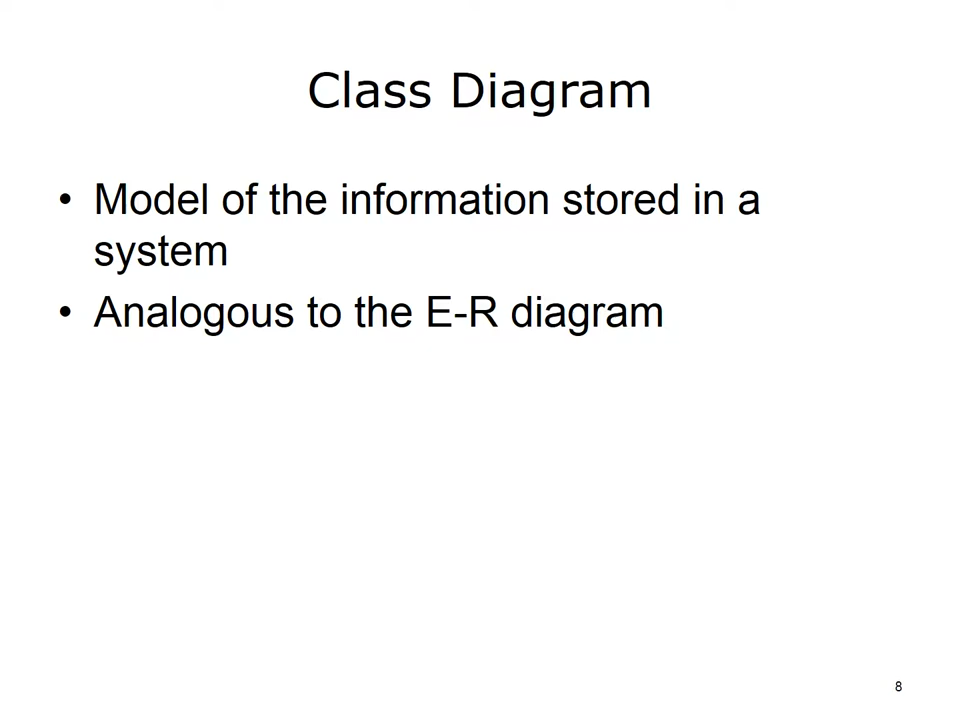 Class Diagram
• Model of the information stored in a
system
• Analogous to the E-R diagram
8